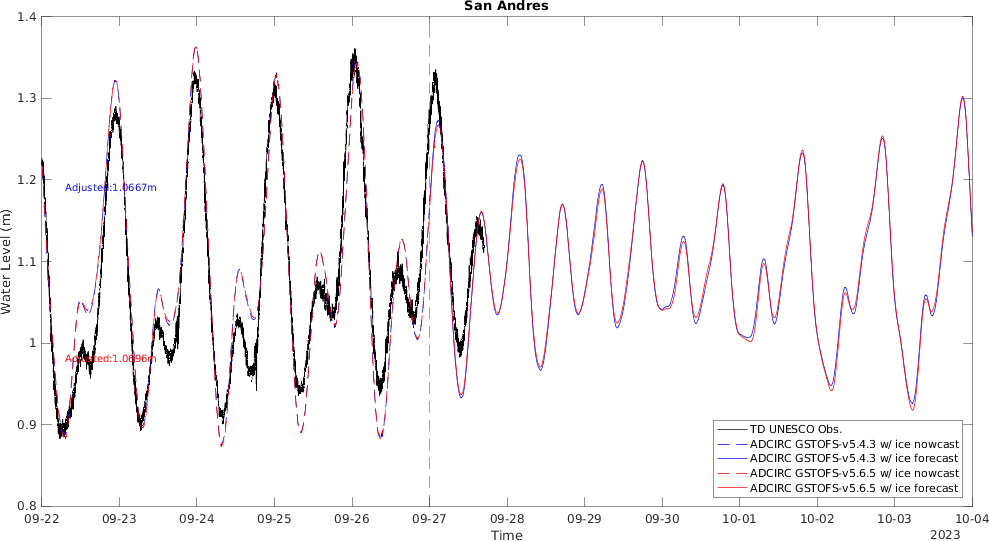 San Andres
1.4
1.3
1.2
1.1
1
0.9
0.8
Water Level (m)
Adjusted:1.0667m
Adjusted:1.0696m
TD UNESCO Obs.
ADCIRC GSTOFS-v5.4.3 w/ ice nowcast
ADCIRC GSTOFS-v5.4.3 w/ ice forecast
ADCIRC GSTOFS-v5.6.5 w/ ice nowcast
ADCIRC GSTOFS-v5.6.5 w/ ice forecast
09-22 09-23 09-24 09-25 09-26 09-27 09-28 09-29 09-30 10-01 10-02 10-03 10-04
Time
2023